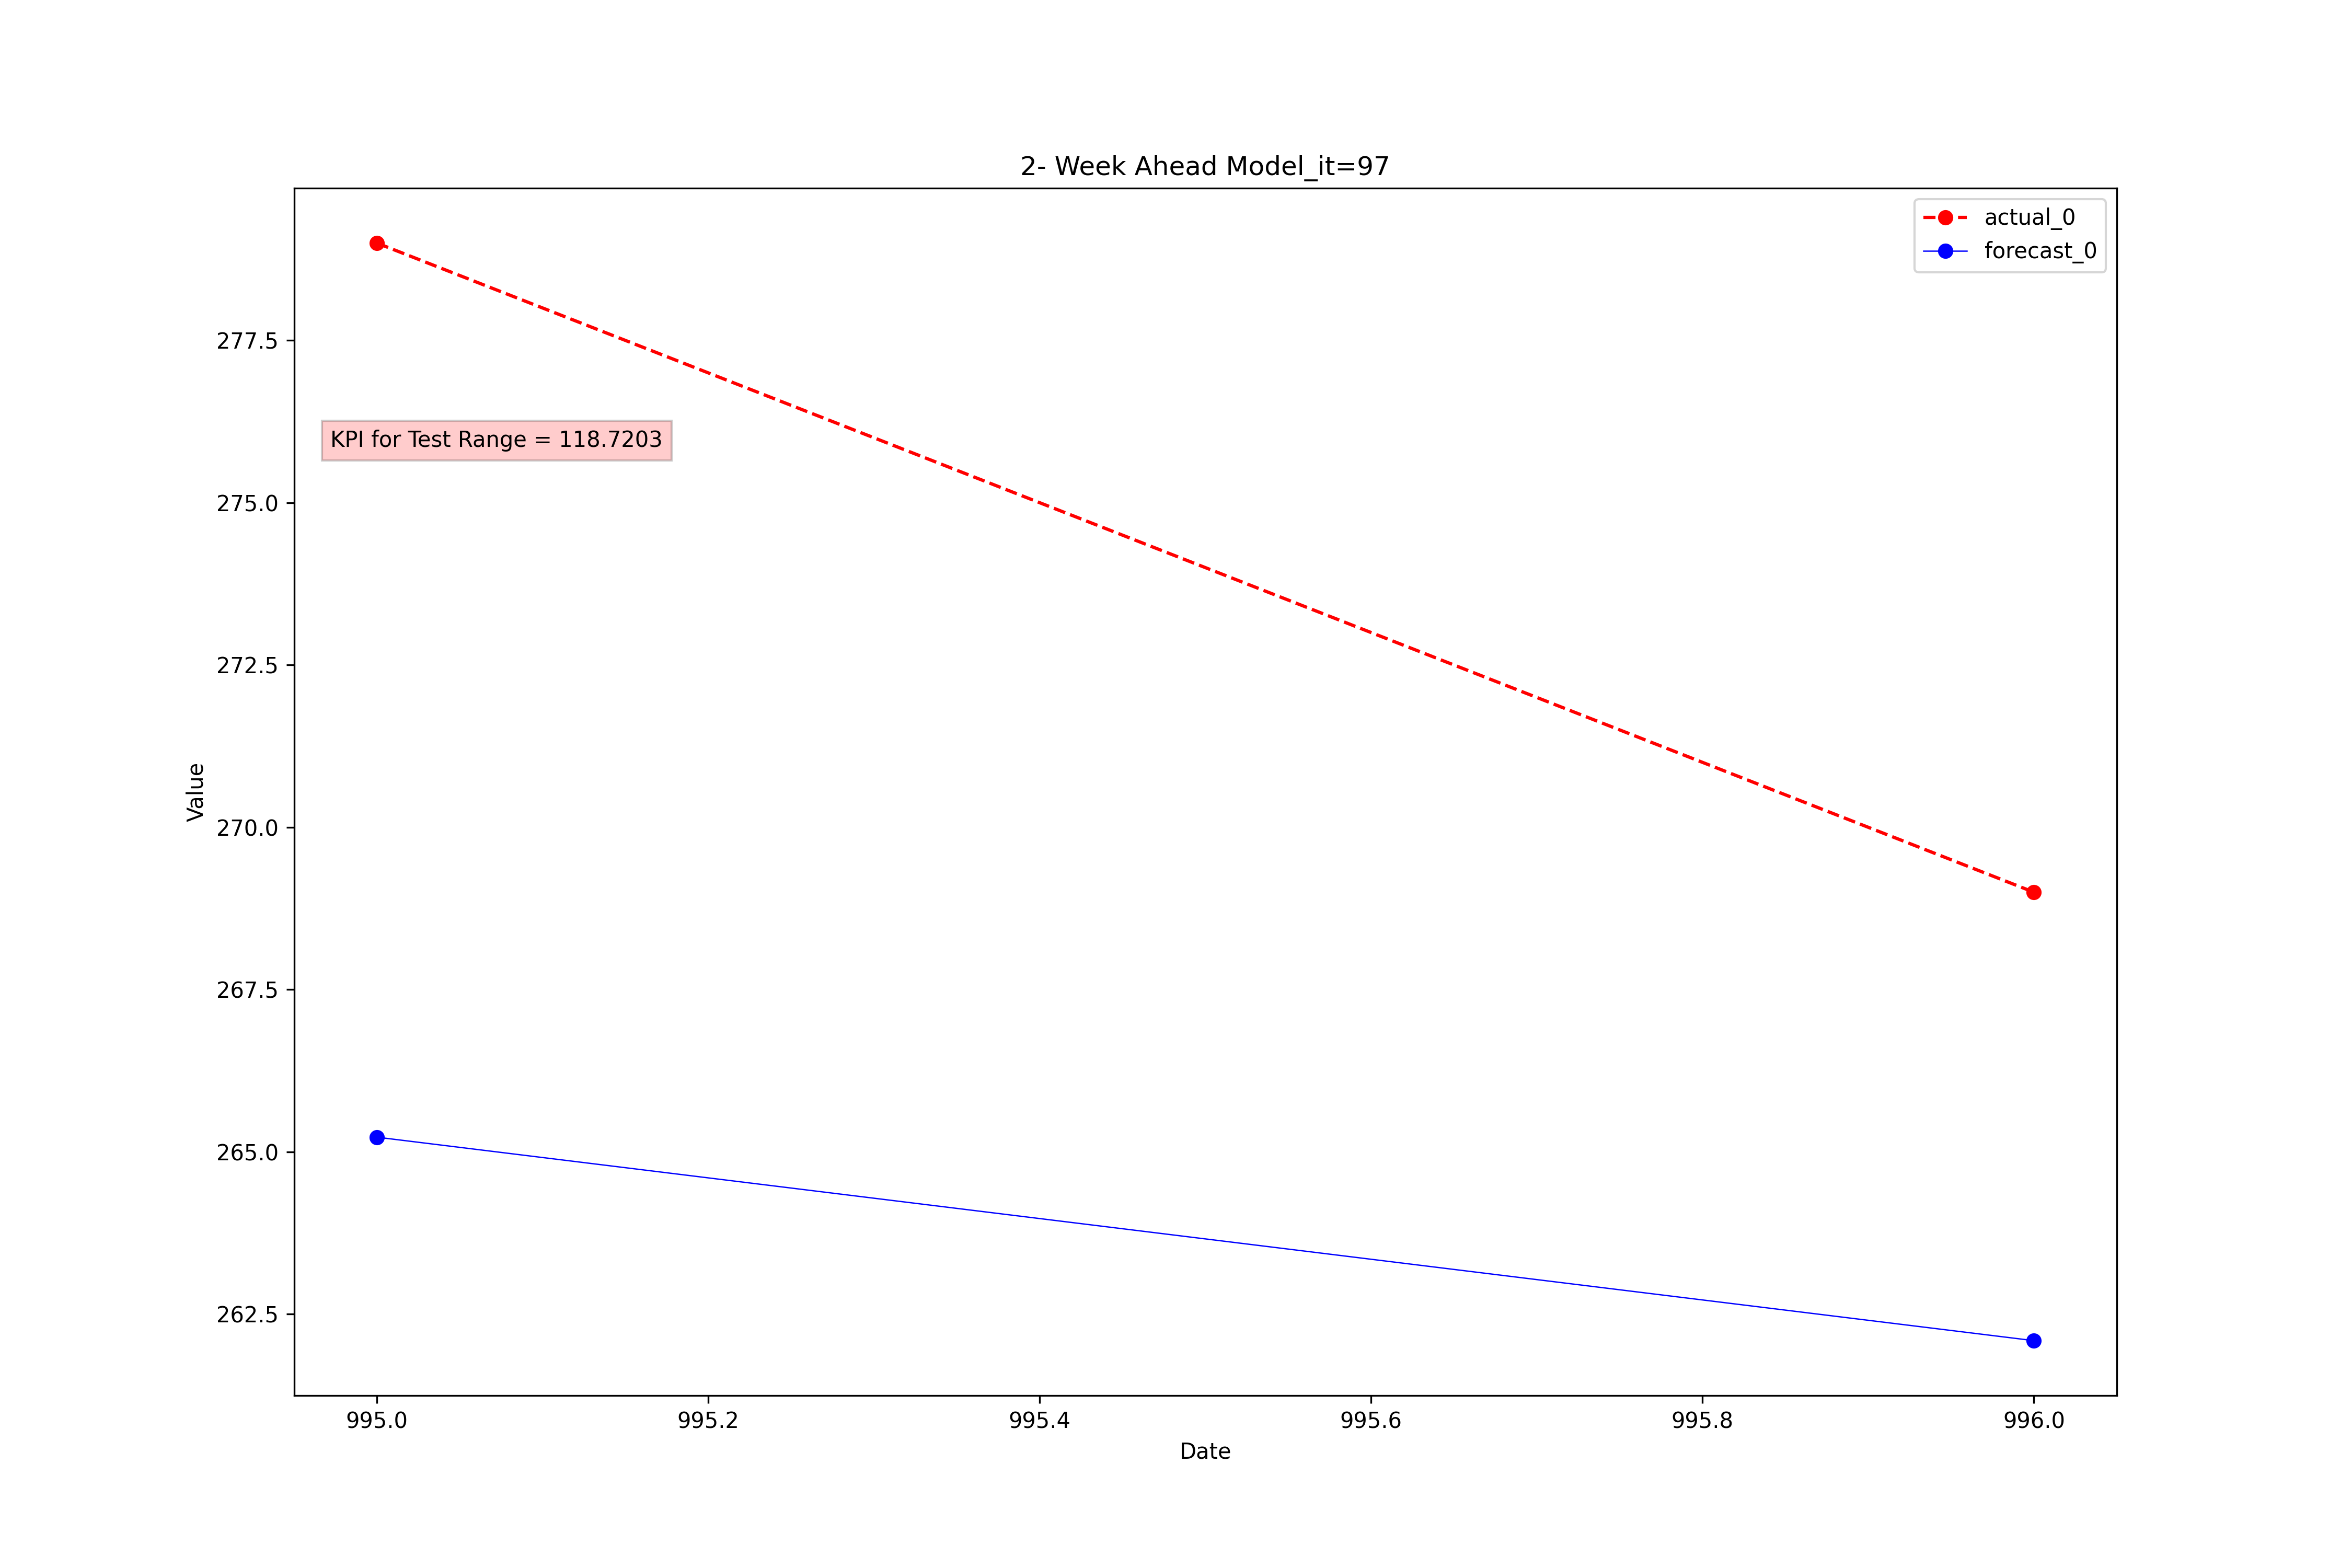 2- Week Ahead Model_it=97
actual_0
forecast_0
277.5
KPI for Test Range = 118.7203
275.0
272.5
Value
270.0
267.5
265.0
262.5
995.0 995.2 995.4 995.6 995.8 996.0
Date